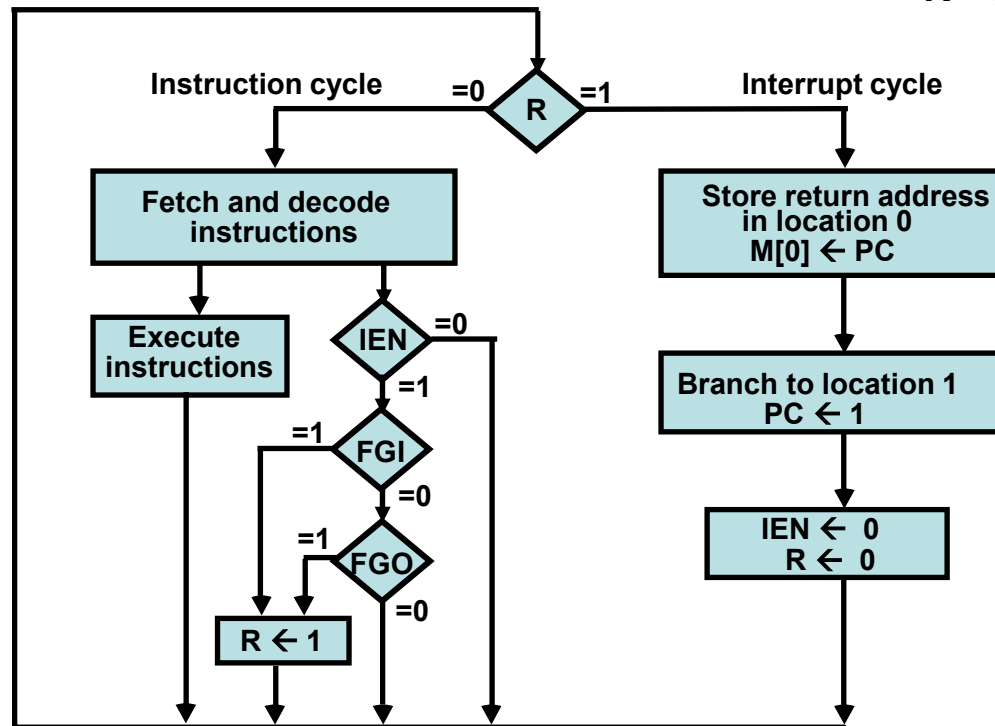 Instruction cycle
=0
R
=1
Interrupt cycle
Fetch and decode
instructions
Store return address
in location 0
M[0] ← PC
Execute
instructions
IEN
=0
=1
Branch to location 1
PC ← 1
=1
FGI
=0
=1
FGO
=0
IEN ← 0
R ← 0
R ← 1